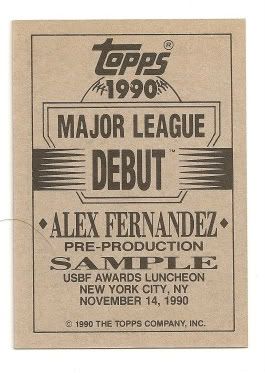 TOPPS®
1990
MAJOR LEAGUE
DEBUT™
◆ALEX FERNANDEZ◆
PRE-PRODUCTION
SAMPLE
USBF AWARDS LUNCHEON
NEW YORK CITY, NY
NOVEMBER 14, 1990
© 1990 THE TOPPS COMPANY, INC.